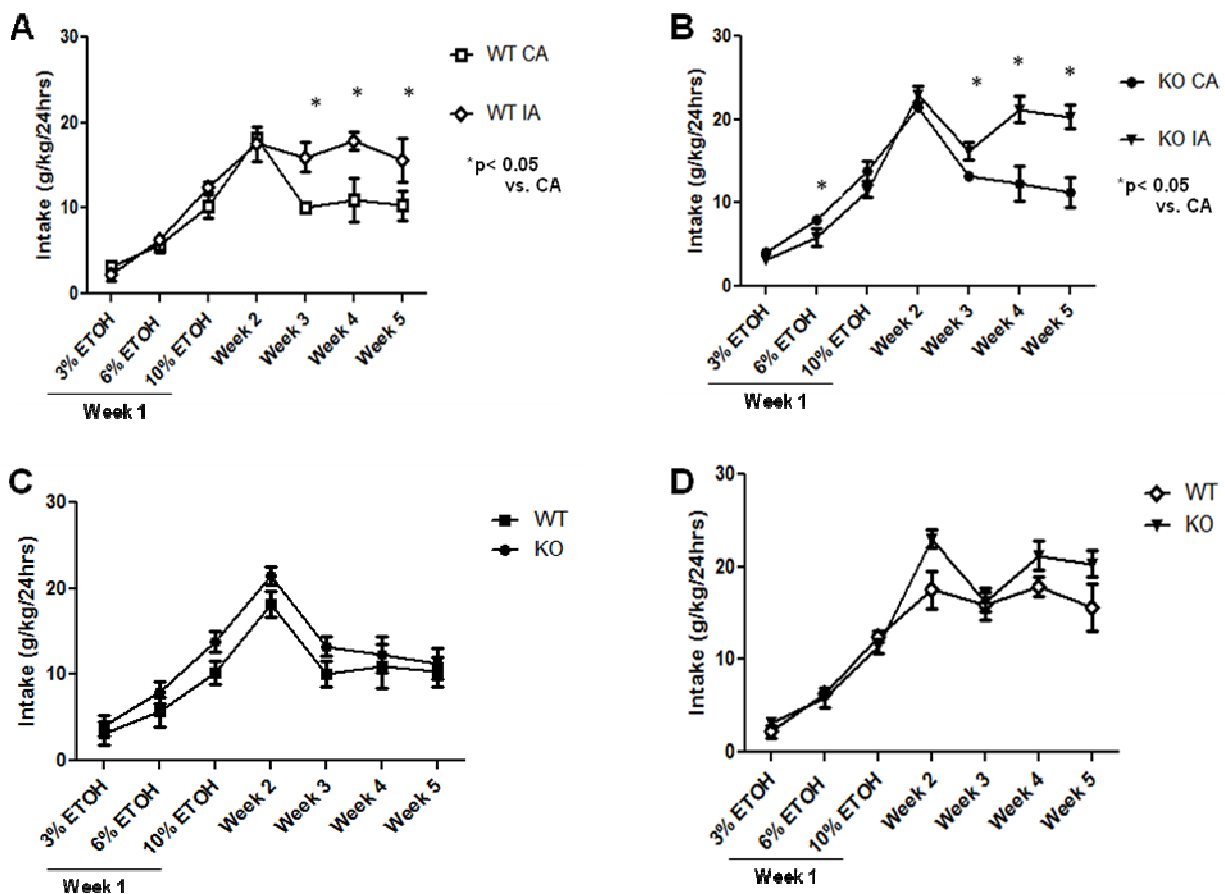 A
Intake (g/kg/24hrs)
30
20
10
0
* * *
WT CA
WT IA
*p< 0.05
vs. CA
3% ETOH
6% ETOH
10% ETOH
Week 2
Week 3
Week 4
Week 5
Week 1
B
Intake (g/kg/24hrs)
30
20
10
0
* * * *
KO CA
KO IA
*p< 0.05
vs. CA
3% ETOH
6% ETOH
10% ETOH
Week 2
Week 3
Week 4
Week 5
Week 1
C
Intake (g/kg/24hrs)
30
20
10
0
WT
KO
3% ETOH
6% ETOH
10% ETOH
Week 2
Week 3
Week 4
Week 5
Week 1
D
Intake (g/kg/24hrs)
30
20
10
0
WT
KO
3% ETOH
6% ETOH
10% ETOH
Week 2
Week 3
Week 4
Week 5
Week 1